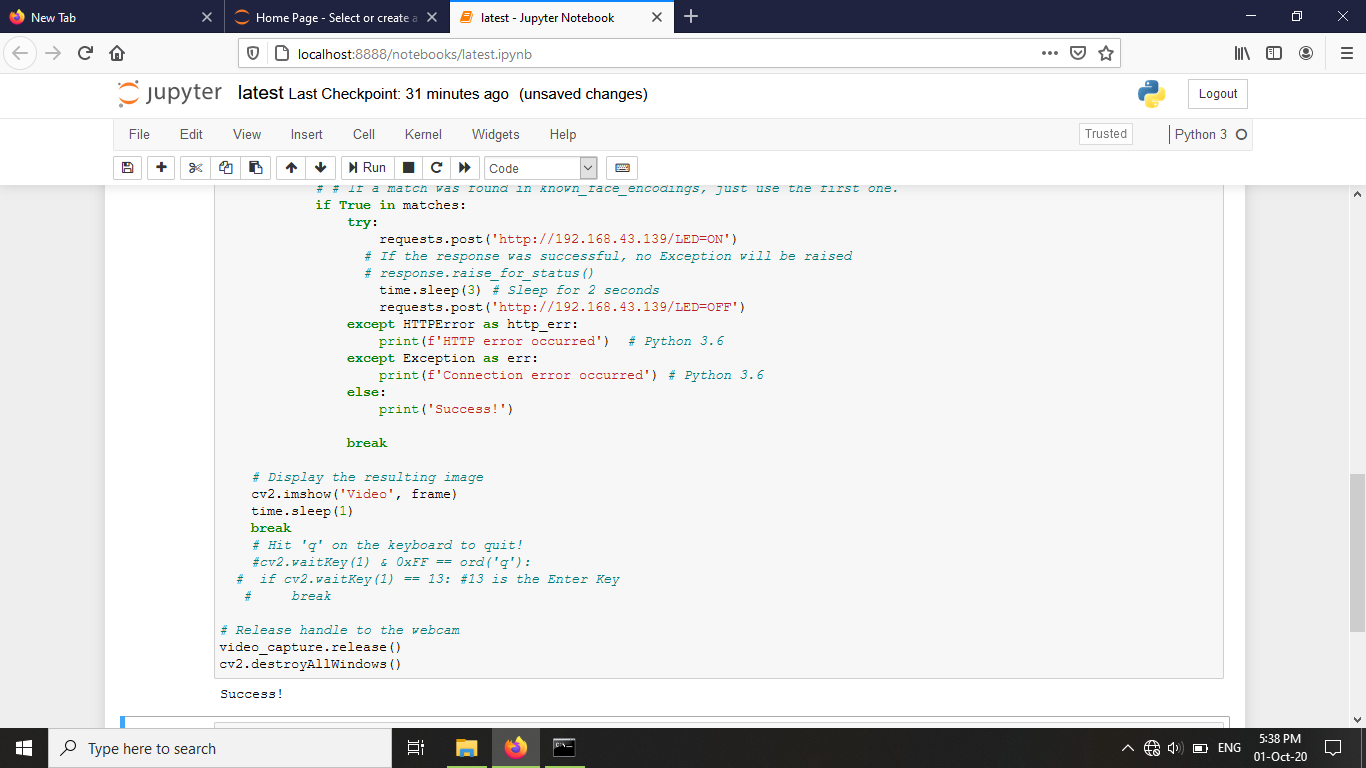 New Tab
Home Page - Select or create a
latest - Jupyter Notebook
localhost:8888/notebooks/latest.ipynb
jupyter latest Last Checkpoint: 31 minutes ago (unsaved changes)
Logout
File Edit View Insert Cell Kernel Widgets Help
Trusted
Python 3
Run
Code
# # If a match was found in known_face_encodings, just use the first one.
if True in matches:
try:
requests.post('http://192.168.43.139/LED=ON')
# If the response was successful, no Exception will be raised
# response.raise_for_status()
time.sleep(3) # Sleep for 2 seconds
requests.post('http://192.168.43.139/LED=OFF')
except HTTPError as http_err:
print(f'HTTP error occurred') # Python 3.6
except Exception as err:
print(f'Connection error occurred') # Python 3.6
else:
print('Success!')
break
# Display the resulting image
cv2.imshow('Video', frame)
time.sleep(1)
break
# Hit 'q' on the keyboard to quit!
#cv2.waitKey(1) & 0xFF == ord('q'):
# if cv2.waitKey(1) == 13: #13 is the Enter Key
# break
# Release handle to the webcam
video_capture.release()
cv2.destroyAllWindows()
Success!
Type here to search
ENG
5:38 PM
01-Oct-20